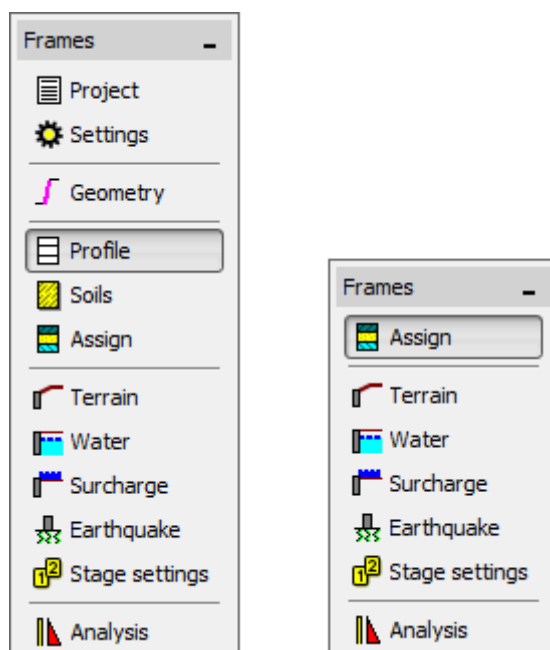 Frames
Project
Settings
Geometry
Profile
Soils
Assign
Terrain
Water
Surcharge
Earthquake
Stage settings
Analysis
Frames
Assign
Terrain
Water
Surcharge
Earthquake
Stage settings
Analysis